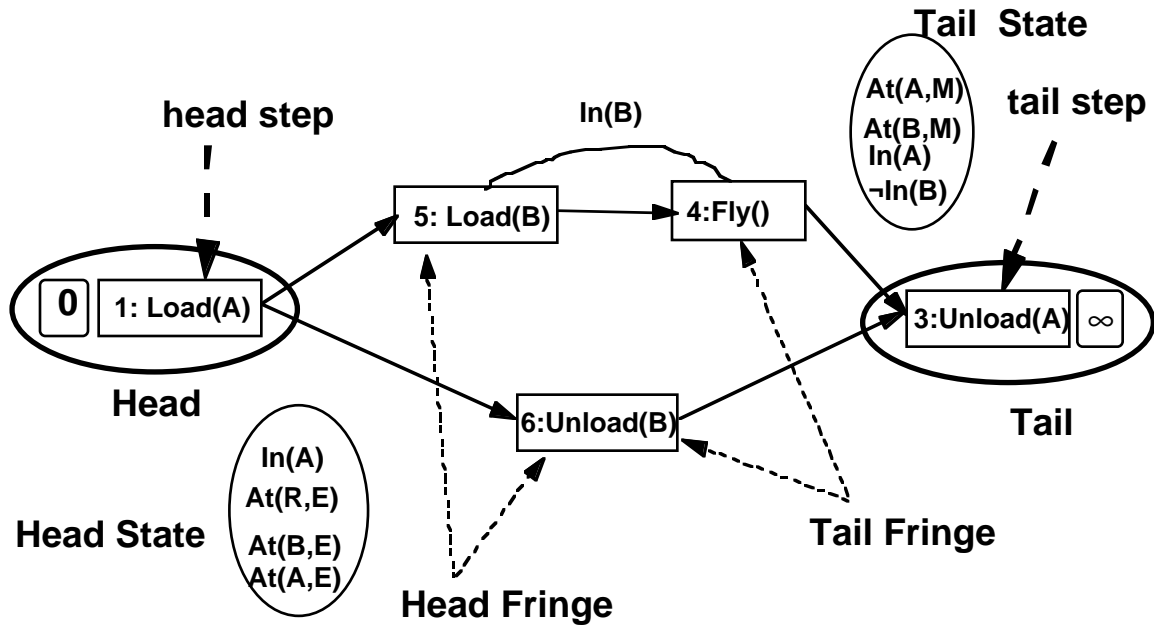 Tail State
At(A,M)
At(B,M)
In(A)
¬In(B)
tail step
head step
In(B)
5: Load(B)
4:Fly()
0
1: Load(A)
3:Unload(A)
∞
Head
6:Unload(B)
Tail
In(A)
At(R,E)
At(B,E)
At(A,E)
Head State
Tail Fringe
Head Fringe